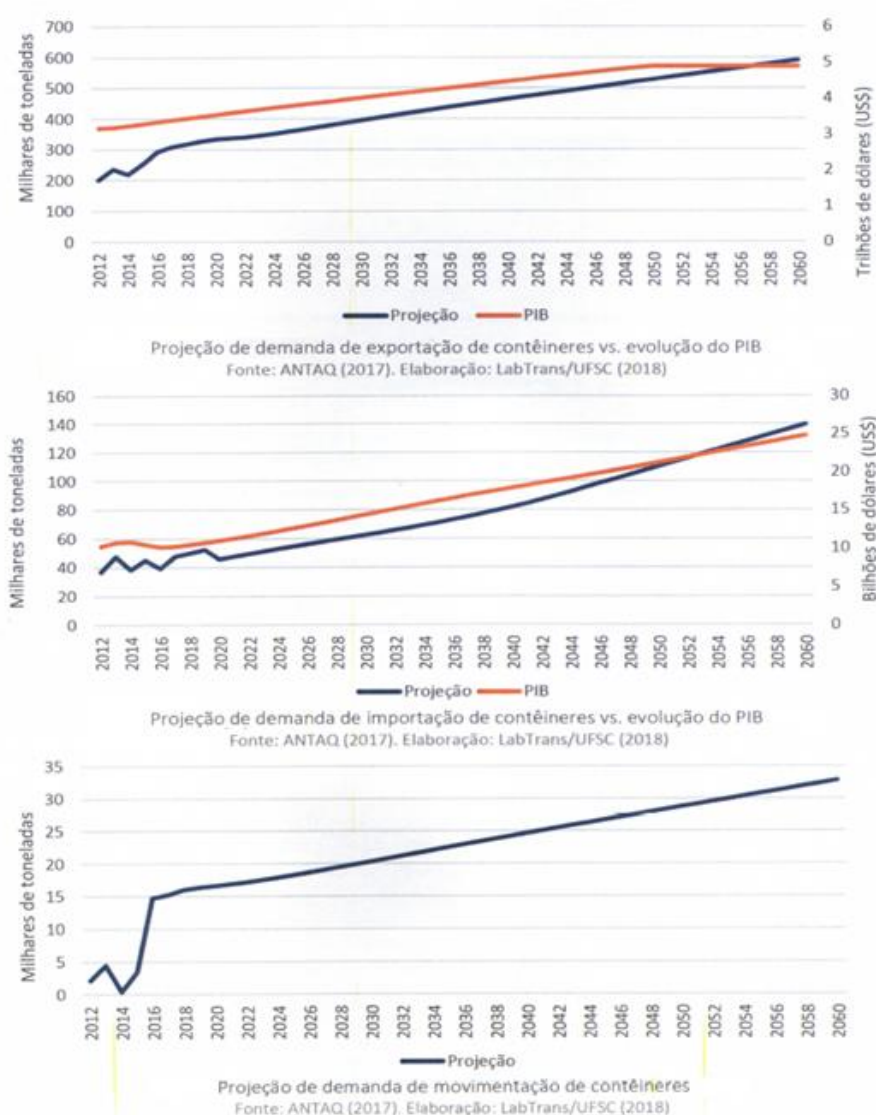 700
600
500
400
300
200
100
0
Milhares de toneladas
6
5
4
3
2
1
0
Trilhões de dólares (US$)
2012 2014 2016 2018 2020 2022 2024 2026 2028 2030 2032 2034 2036 2038 2040 2042 2044 2046 2048 2050 2052 2054 2056 2058 2060
Projeção PIB
Projeção de demanda de exportação de contêineres vs. evolução do PIB
Fonte: ANTAQ (2017). Elaboração: LabTrans/UFSC (2018)
160
140
120
100
80
60
40
20
0
Milhares de toneladas
30
25
20
15
10
5
0
Bilhões de dólares (US$)
2012 2014 2016 2018 2020 2022 2024 2026 2028 2030 2032 2034 2036 2038 2040 2042 2044 2046 2048 2050 2052 2054 2056 2058 2060
Projeção PIB
Projeção de demanda de importação de contêineres vs. evolução do PIB
Fonte: ANTAQ (2017). Elaboração: LabTrans/UFSC (2018)
35
30
25
20
15
10
5
0
Milhares de toneladas
2012 2014 2016 2018 2020 2022 2024 2026 2028 2030 2032 2034 2036 2038 2040 2042 2044 2046 2048 2050 2052 2054 2056 2058 2060
Projeção
Projeção de demanda de movimentação de contêineres
Fonte: ANTAQ (2017). Elaboração: LabTrans/UFSC (2018)